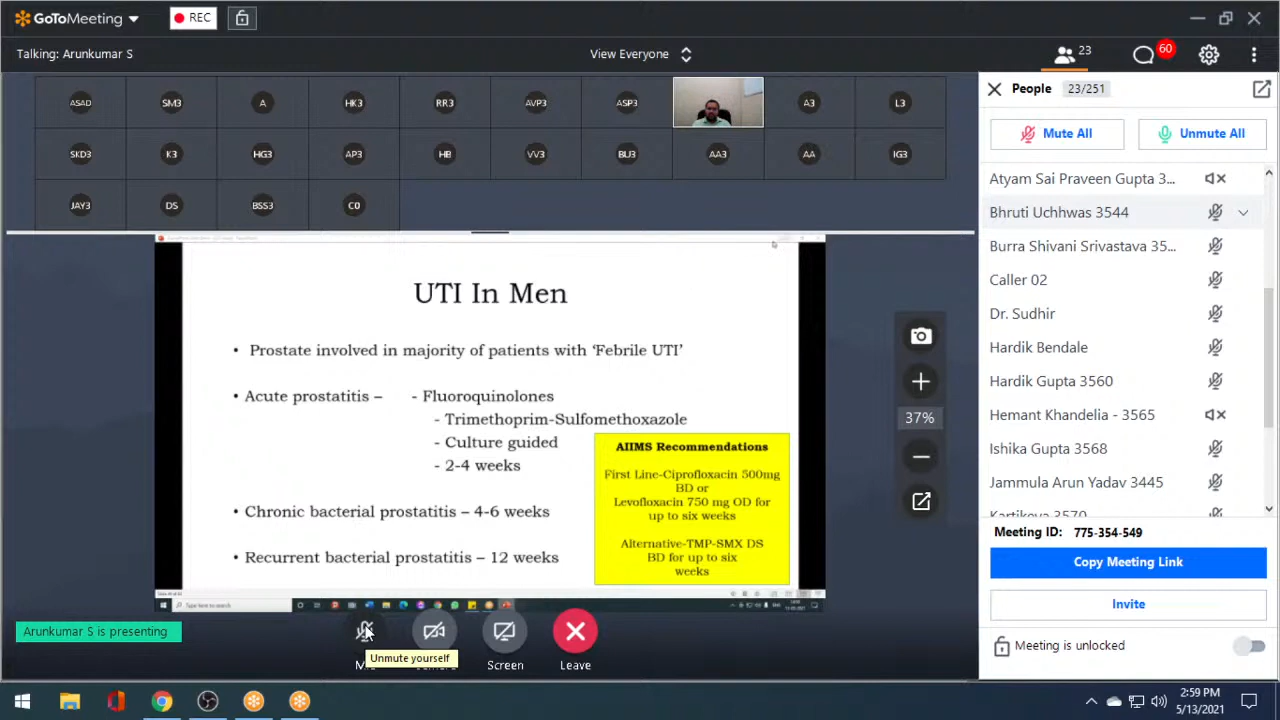 GoToMeeting
REC
Talking: Arunkumar S
View Everyone
23
60
ASAD
SM3
A
HK3
RR3
AVP3
ASP3
A3
L3
SKD3
K3
HG3
AP3
HB
VV3
BU3
AA3
AA
IG3
JAY3
DS
BSS3
C0
UTI In Men
• Prostate involved in majority of patients with ‘Febrile UTI’
• Acute prostatitis – - Fluoroquinolones
- Trimethoprim-Sulfomethoxazole
- Culture guided
- 2-4 weeks
• Chronic bacterial prostatitis – 4-6 weeks
• Recurrent bacterial prostatitis – 12 weeks
AIIMS Recommendations
First Line-Ciprofloxacin 500mg
BD or
Levofloxacin 750 mg OD for
up to six weeks
Alternative-TMP-SMX DS
BD for up to six
weeks
Type here to search
37%
Arunkumar S is presenting
Unmute yourself
Screen
Leave
People
23/251
Mute All
Unmute All
Atyam Sai Praveen Gupta 3...
Bhruti Uchhwas 3544
Burra Shivani Srivastava 35...
Caller 02
Dr. Sudhir
Hardik Bendale
Hardik Gupta 3560
Hemant Khandelia - 3565
Ishika Gupta 3568
Jammula Arun Yadav 3445
Kartikeya 3570
Meeting ID: 775-354-549
Copy Meeting Link
Invite
Meeting is unlocked
2:59 PM
5/13/2021